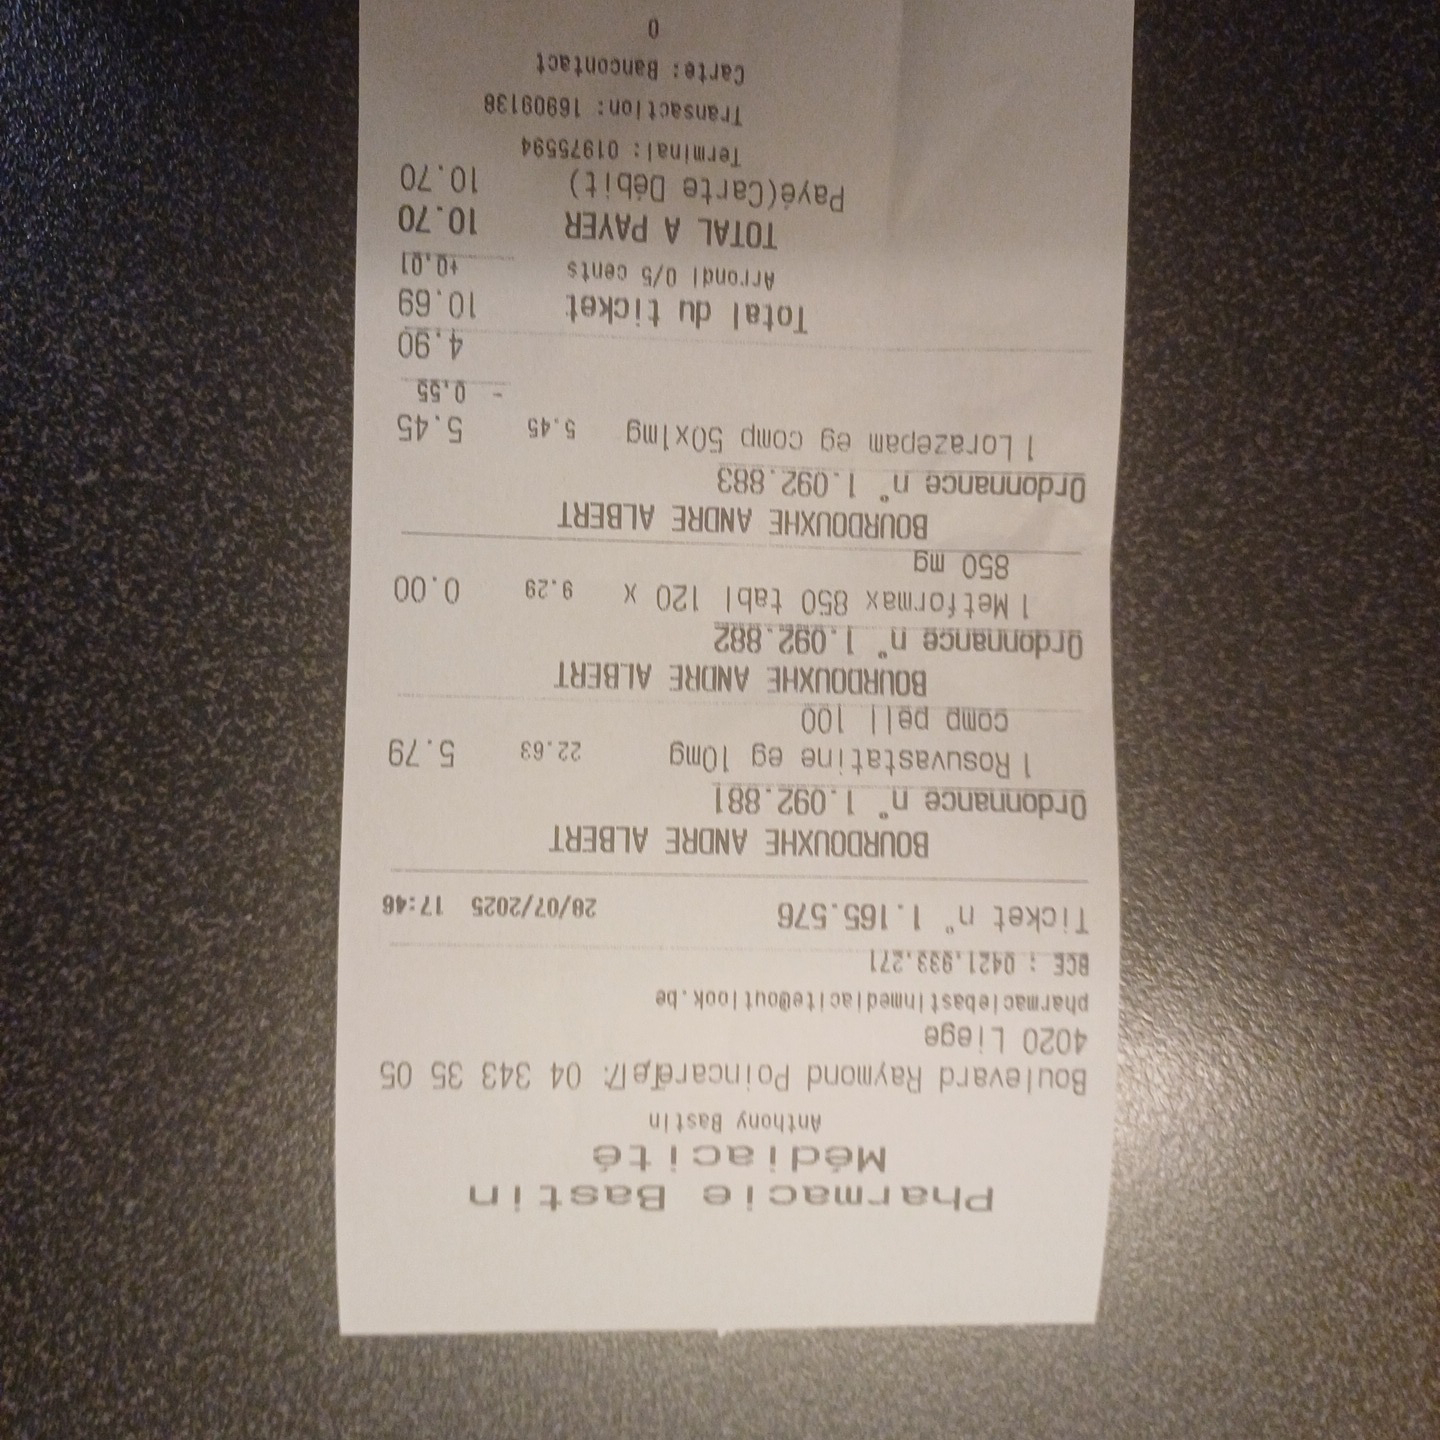 Pharmacie Bastin
Médiacité
Anthony Bastin
Boulevard Raymond Poincaré 7 Tel: 04 343 35 05
4020 Liege
pharmaciebastinmediacite@outlook.be
BCE : 0421.933.271
Ticket n° 1.165.576 28/07/2025 17:46
BOURDOUXHE ANDRE ALBERT
Ordonnance n° 1.092.881
1 Rosuvastatine eg 10mg 22.63 5.79
comp pell 100
BOURDOUXHE ANDRE ALBERT
Ordonnance n° 1.092.882
1 Metformax 850 tabl 120 x 9.29 0.00
850 mg
BOURDOUXHE ANDRE ALBERT
Ordonnance n° 1.092.883
1 Lorazepam eg comp 50x1mg 5.45 5.45
- 0.55
4.90
Total du ticket 10.69
Arrondi 0/5 cents +0.01
TOTAL A PAYER 10.70
Payé(Carte Débit) 10.70
Terminal: 01975594
Transaction: 16909138
Carte: Bancontact
0